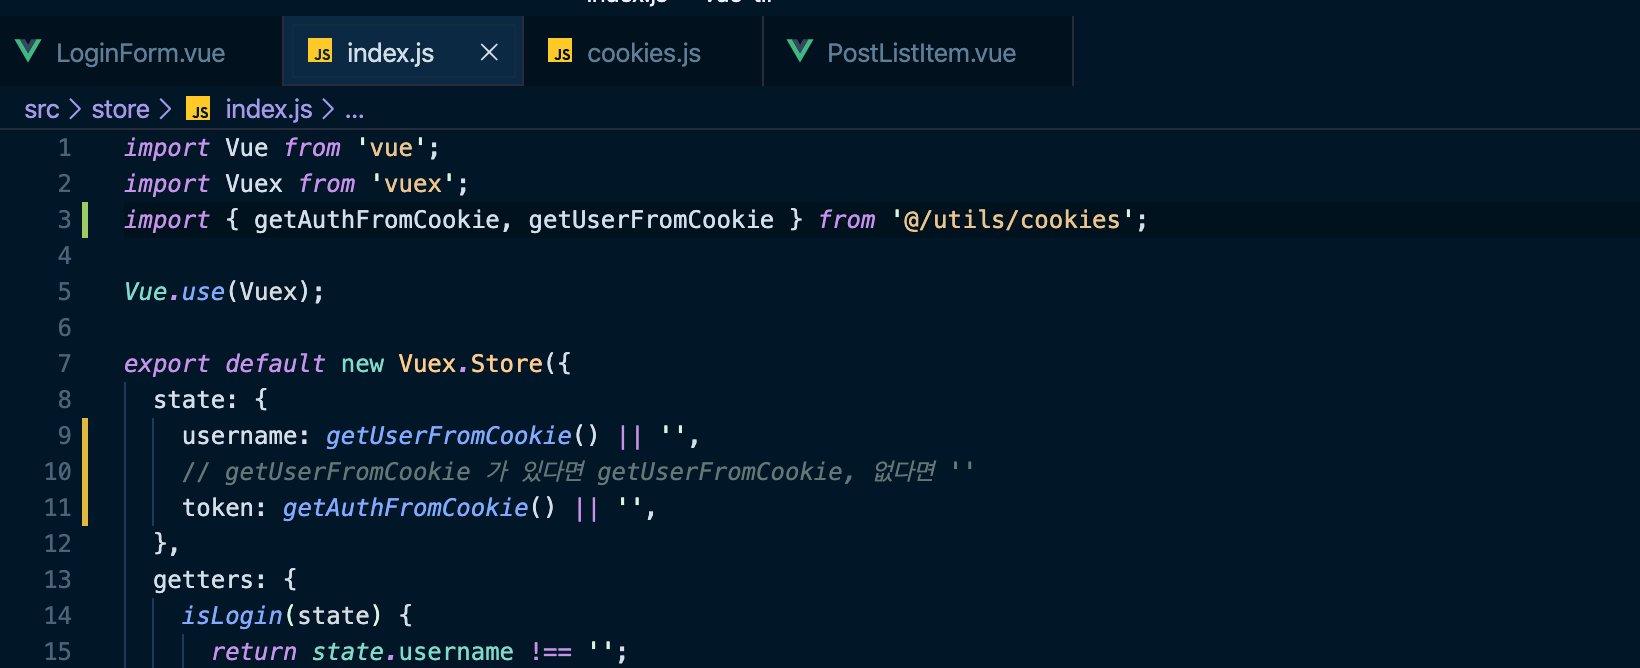 LoginForm.vue
JS index.js
JS cookies.js
PostListItem.vue
src > store > JS index.js > ...
1 import Vue from 'vue';
2 import Vuex from 'vuex';
3 import { getAuthFromCookie, getUserFromCookie } from '@/utils/cookies';
4
5 Vue.use(Vuex);
6
7 export default new Vuex.Store({
8 state: {
9 username: getUserFromCookie() || '',
10 // getUserFromCookie 가 있다면 getUserFromCookie, 없다면 ''
11 token: getAuthFromCookie() || '',
12 },
13 getters: {
14 isLogin(state) {
15 return state.username !== '';